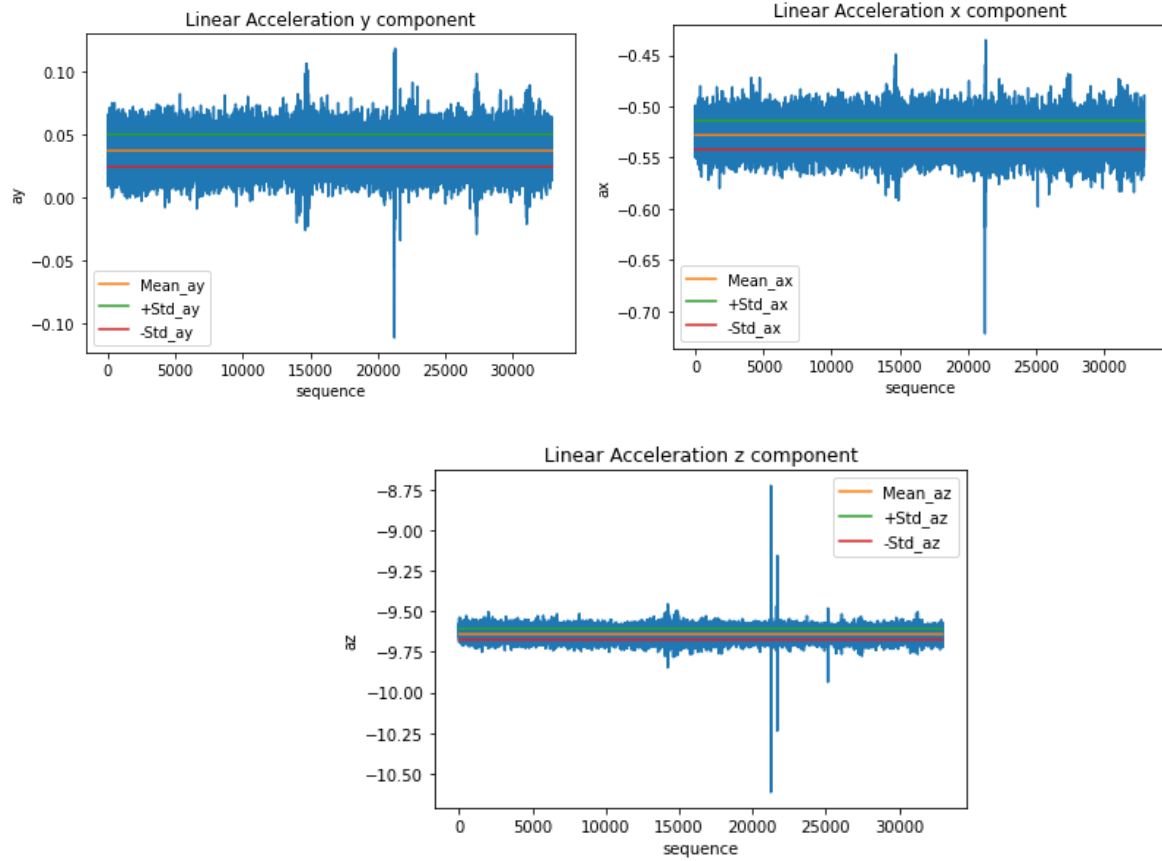 Linear Acceleration y component
0.10
0.05
0.00
−0.05
−0.10
ay
Mean_ay
+Std_ay
-Std_ay
0 5000 10000 15000 20000 25000 30000
sequence
Linear Acceleration x component
−0.45
−0.50
−0.55
−0.60
−0.65
−0.70
ax
Mean_ax
+Std_ax
-Std_ax
0 5000 10000 15000 20000 25000 30000
sequence
Linear Acceleration z component
−8.75
−9.00
−9.25
−9.50
−9.75
−10.00
−10.25
−10.50
az
Mean_az
+Std_az
-Std_az
0 5000 10000 15000 20000 25000 30000
sequence